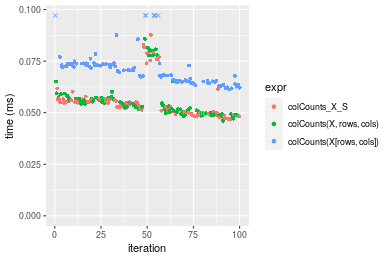 0.100
0.075
0.050
0.025
0.000
time (ms)
0 25 50 75 100
iteration
expr
colCounts_X_S
colCounts(X, rows, cols)
colCounts(X[rows, cols])